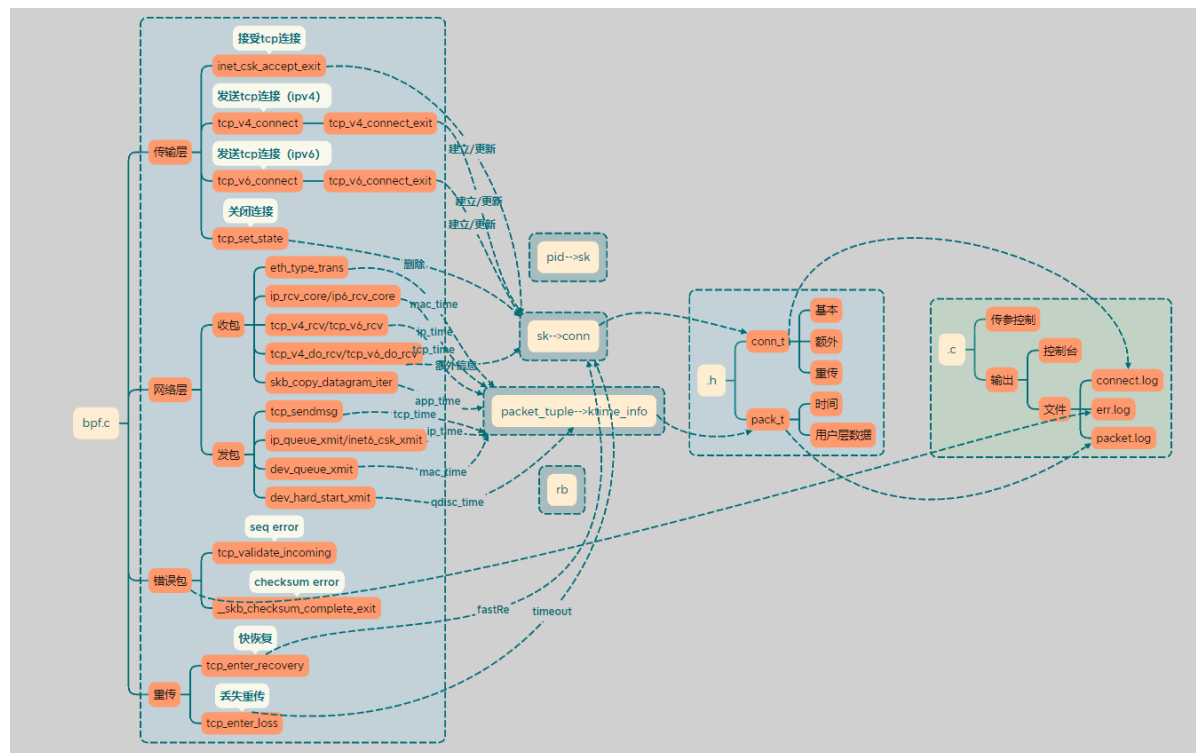 接受tcp连接
inet_csk_accept_exit
发送tcp连接（ipv4）
tcp_v4_connect
tcp_v4_connect_exit
建立/更新
传输层
发送tcp连接（ipv6）
tcp_v6_connect
tcp_v6_connect_exit
建立/更新
建立/更新
关闭连接
tcp_set_state
删除
pid-->sk
eth_type_trans
mac_time
ip_rcv_core/ip6_rcv_core
ip_time
收包
tcp_v4_rcv/tcp_v6_rcv
tcp_time
tcp_v4_do_rcv/tcp_v6_do_rcv
额外信息
sk-->conn
skb_copy_datagram_iter
app_time
网络层
packet_tuple-->ktime_info
tcp_sendmsg
tcp_time
ip_queue_xmit/inet6_csk_xmit
ip_time
发包
dev_queue_xmit
mac_time
dev_hard_start_xmit
qdisc_time
rb
bpf.c
seq error
tcp_validate_incoming
错误包
checksum error
__skb_checksum_complete_exit
fastRe
timeout
快恢复
tcp_enter_recovery
重传
丢失重传
tcp_enter_loss
.h
conn_t
基本
额外
重传
pack_t
时间
用户层数据
.c
传参控制
输出
控制台
文件
connect.log
err.log
packet.log